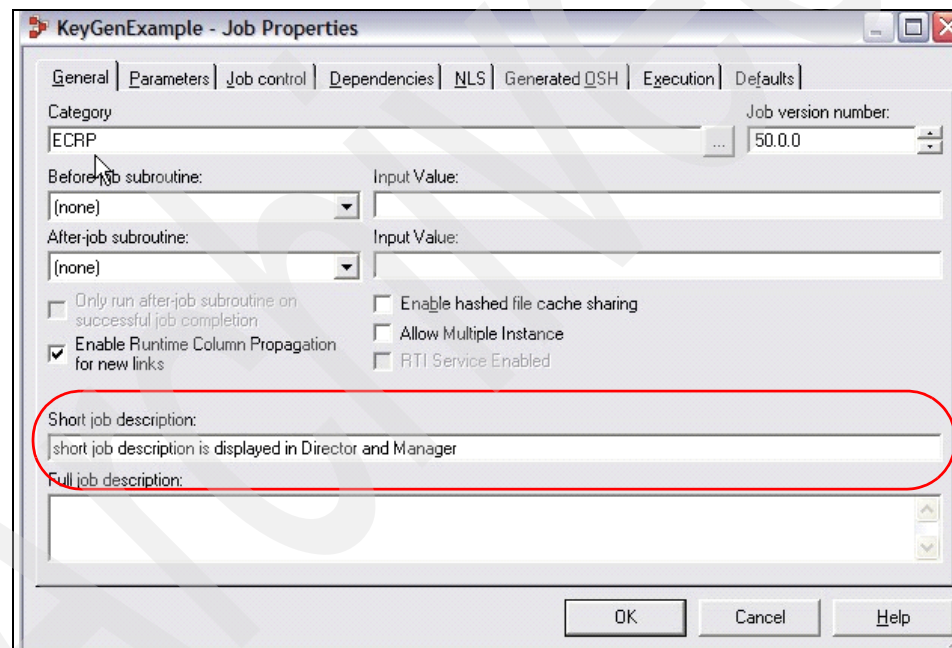 KeyGenExample - Job Properties
General Parameters Job control Dependencies NLS Generated OSH Execution Defaults
Category
Job version number:
ECRP
...
50.0.0
Before-job subroutine:
Input Value:
(none)
After-job subroutine:
Input Value:
(none)
Only run after-job subroutine on
successful job completion
Enable hashed file cache sharing
Enable Runtime Column Propagation
for new links
Allow Multiple Instance
RTI Service Enabled
Short job description:
short job description is displayed in Director and Manager
Full job description:
OK Cancel Help